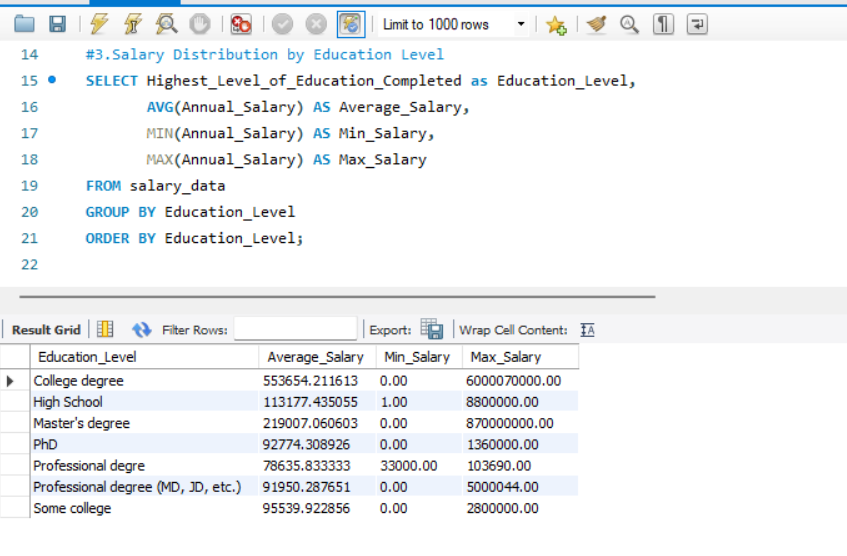 Limit to 1000 rows
14 #3.Salary Distribution by Education Level
15 SELECT Highest_Level_of_Education_Completed as Education_Level,
16 AVG(Annual_Salary) AS Average_Salary,
17 MIN(Annual_Salary) AS Min_Salary,
18 MAX(Annual_Salary) AS Max_Salary
19 FROM salary_data
20 GROUP BY Education_Level
21 ORDER BY Education_Level;
22
Result Grid Filter Rows: Export: Wrap Cell Content: IA
Education_Level Average_Salary Min_Salary Max_Salary
College degree 553654.211613 0.00 6000070000.00
High School 113177.435055 1.00 8800000.00
Master's degree 219007.060603 0.00 870000000.00
PhD 92774.308926 0.00 1360000.00
Professional degre 78635.833333 33000.00 103690.00
Professional degree (MD, JD, etc.) 91950.287651 0.00 5000044.00
Some college 95539.922856 0.00 2800000.00